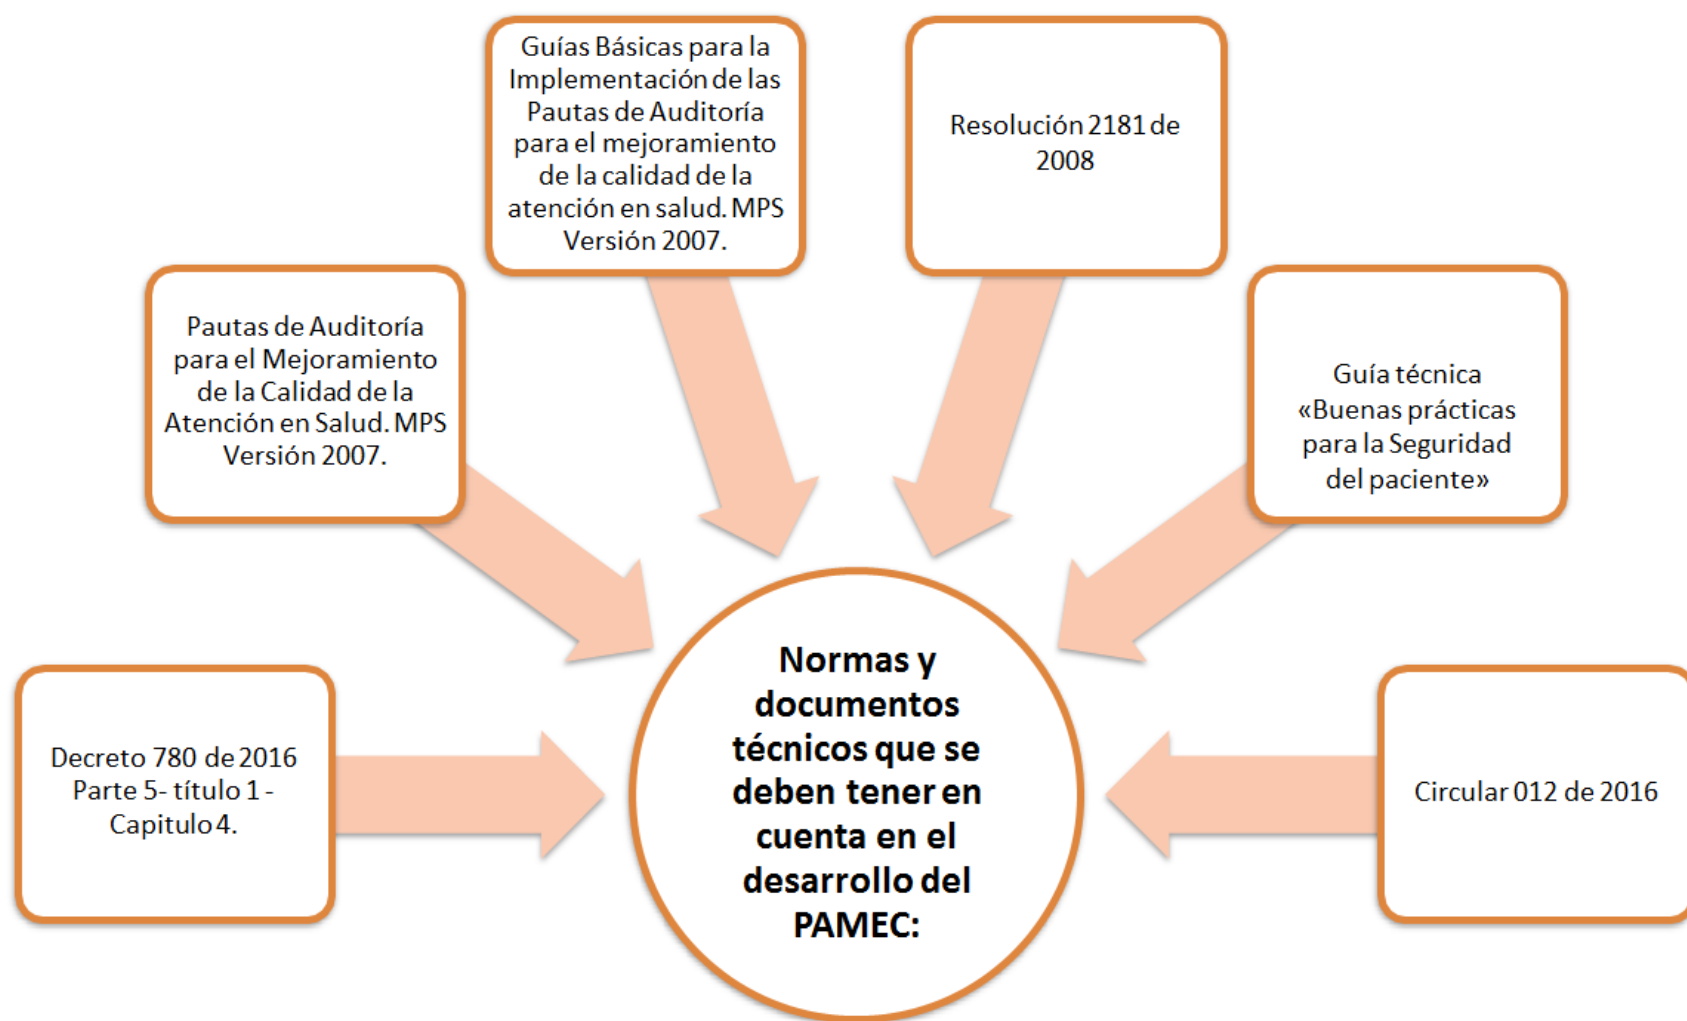 Guías Básicas para la
Implementación de las
Pautas de Auditoría
para el mejoramiento
de la calidad de la
atención en salud. MPS
Versión 2007.
Resolución 2181 de
2008
Pautas de Auditoría
para el Mejoramiento
de la Calidad de la
Atención en Salud. MPS
Versión 2007.
Guía técnica
«Buenas prácticas
para la Seguridad
del paciente»
Decreto 780 de 2016
Parte 5- título 1 -
Capitulo 4.
Normas y
documentos
técnicos que se
deben tener en
cuenta en el
desarrollo del
PAMEC:
Circular 012 de 2016